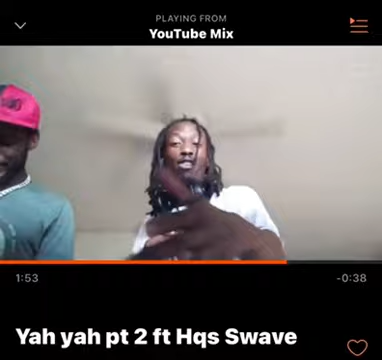 PLAYING FROM
YouTube Mix
1:53
-0:38
Yah yah pt 2 ft Hqs Swave